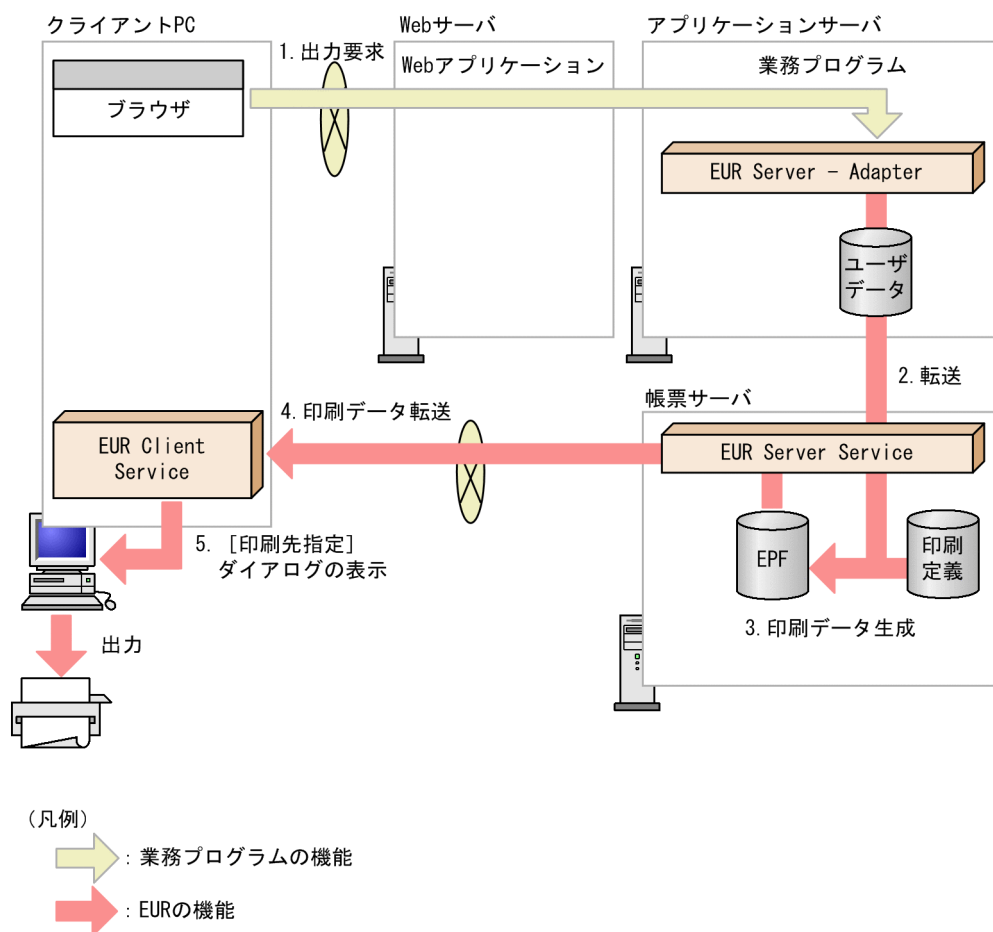 クライアントPC
Webサーバ
アプリケーションサーバ
1.出力要求
Webアプリケーション
業務プログラム
ブラウザ
EUR Server - Adapter
ユーザ
データ
2.転送
帳票サーバ
4.印刷データ転送
EUR Client
Service
EUR Server Service
5. [印刷先指定]
ダイアログの表示
EPF
印刷
定義
3.印刷データ生成
出力
(凡例)
: 業務プログラムの機能
: EURの機能